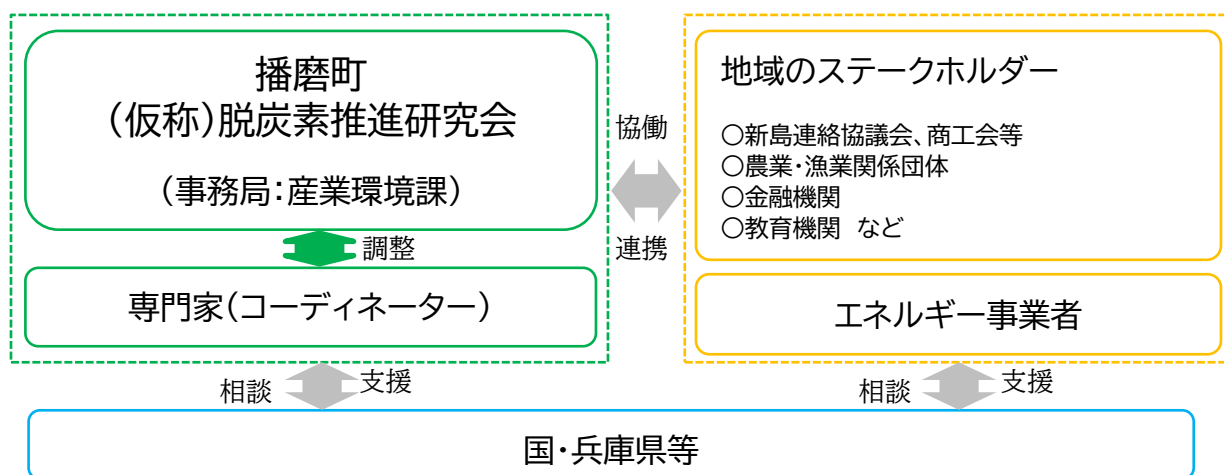 播磨町
（仮称）脱炭素推進研究会
（事務局：産業環境課）
調整
専門家（コーディネーター）
協働
連携
地域のステークホルダー
○新島連絡協議会、商工会等
○農業・漁業関係団体
○金融機関
○教育機関　など
エネルギー事業者
相談　支援
相談　支援
国・兵庫県等